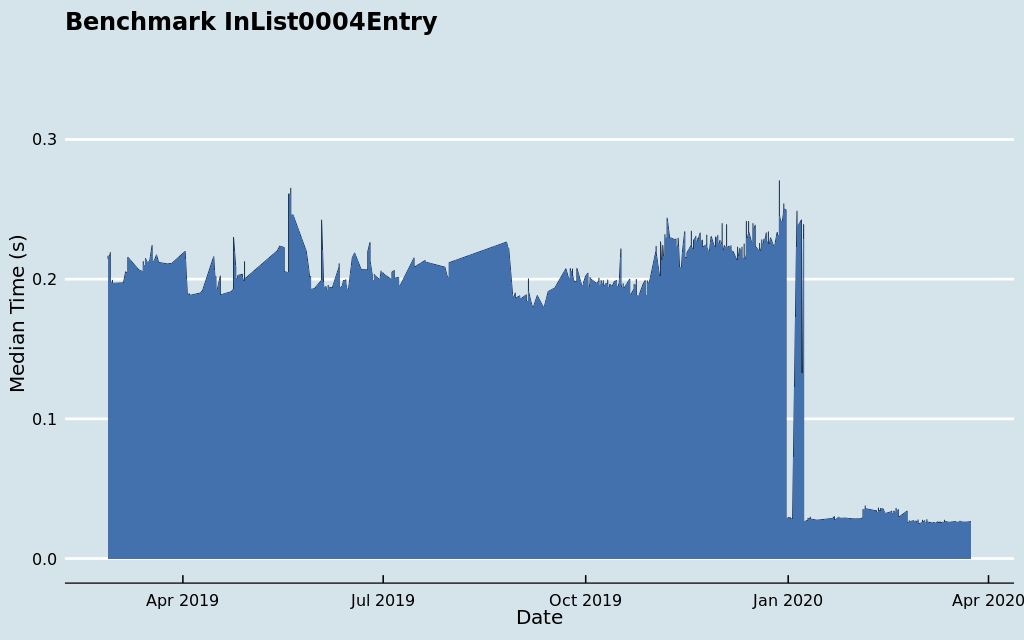 Benchmark InList0004Entry
0.3
0.2
0.1
0.0
Median Time (s)
Apr 2019 Jul 2019 Oct 2019 Jan 2020 Apr 2020
Date